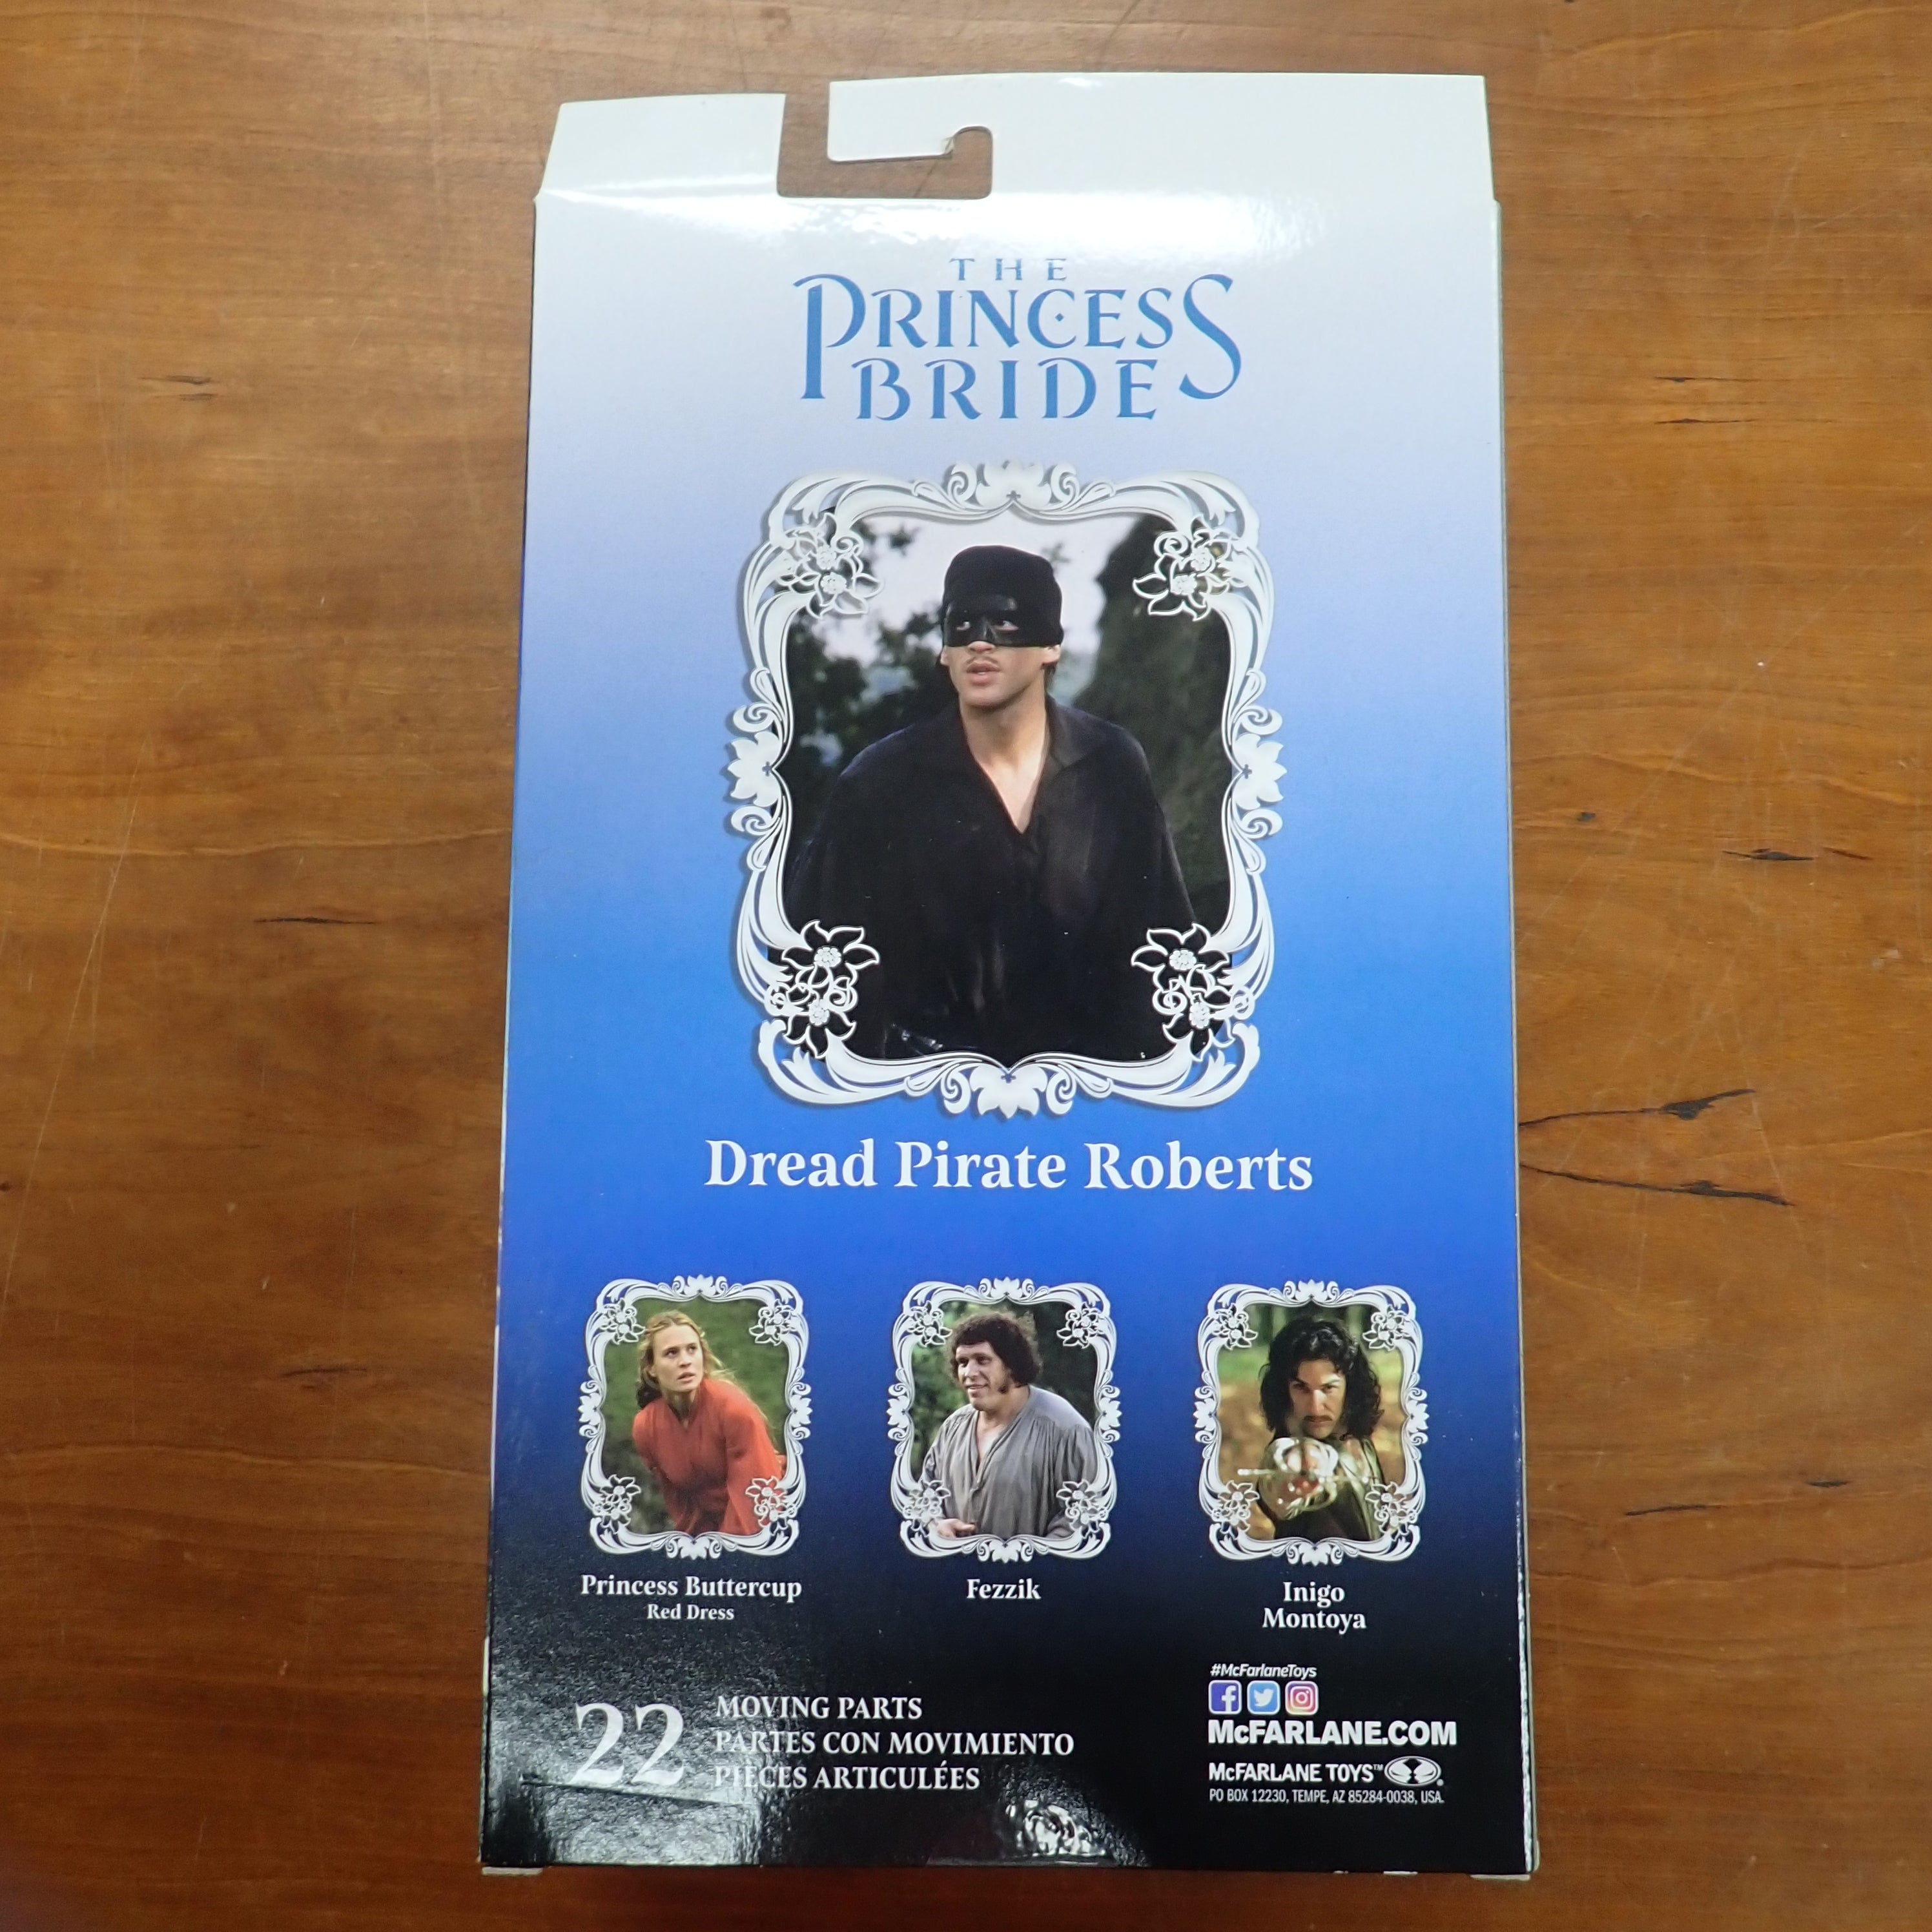 THE
PRINCESS
BRIDE
Dread Pirate Roberts
Princess Buttercup
Red Dress
Fezzik
Inigo
Montoya
22
MOVING PARTS
PARTES CON MOVIMIENTO
PIÈCES ARTICULÉES
#McFarlaneToys
McFARLANE.COM
McFARLANE TOYS™
PO BOX 12230, TEMPE, AZ 85284-0038, USA.